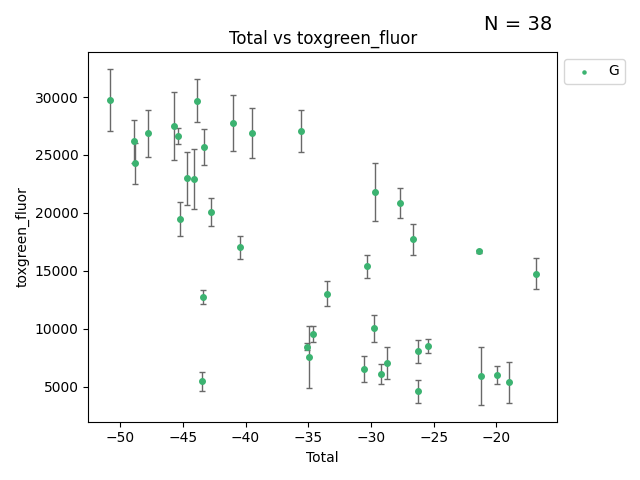 N = 38
Total vs toxgreen_fluor
G
30000
25000
20000
15000
10000
5000
toxgreen_fluor
−50 −45 −40 −35 −30 −25 −20
Total